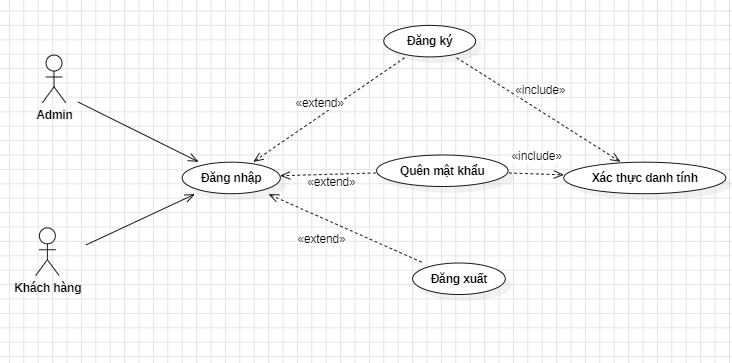 Đăng ký
Admin
«extend»
«include»
Đăng nhập
«extend»
Quên mật khẩu
«include»
Xác thực danh tính
Khách hàng
«extend»
Đăng xuất